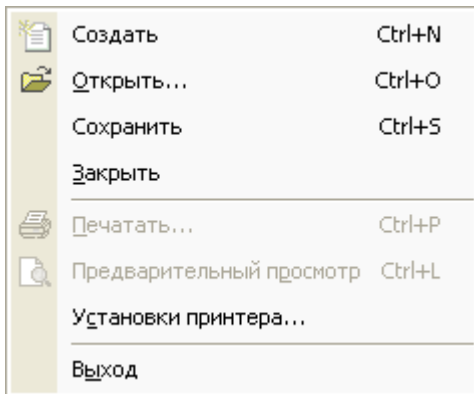 Создать Ctrl+N
Открыть... Ctrl+O
Сохранить Ctrl+S
Закрыть
Печатать... Ctrl+P
Предварительный просмотр Ctrl+L
Установки принтера...
Выход